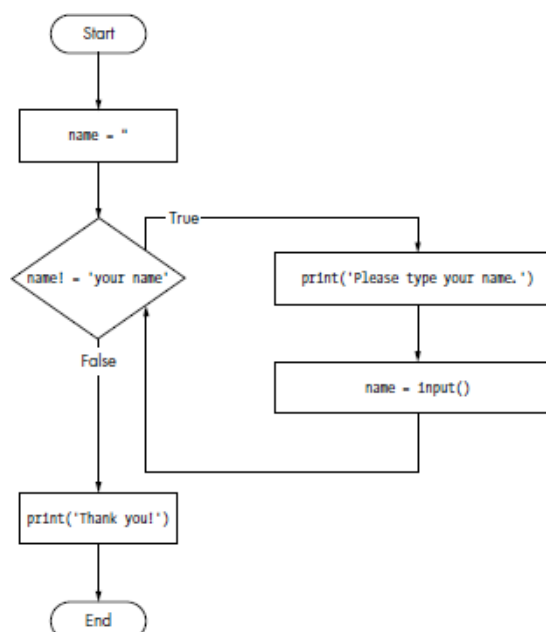 Start
name = "
True
name! = 'your name'
print('Please type your name.')
False
name = input()
print('Thank you!')
End